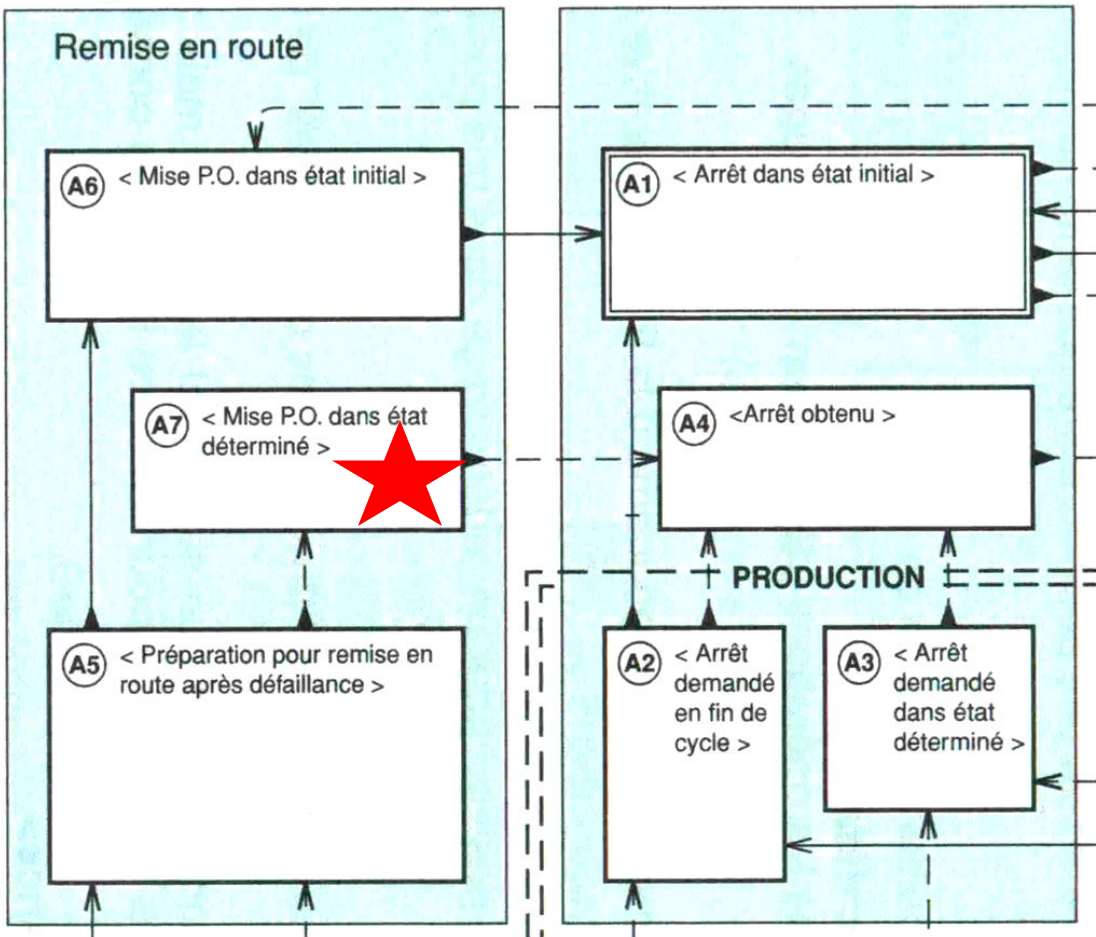 Remise en route
A6 < Mise P.O. dans état initial >
A1 < Arrêt dans état initial >
A7 < Mise P.O. dans état
déterminé >
A4 <Arrêt obtenu >
PRODUCTION
A5 < Préparation pour remise en
route après défaillance >
A2 < Arrêt
demandé
en fin de
cycle >
A3 < Arrêt
demandé
dans état
déterminé >